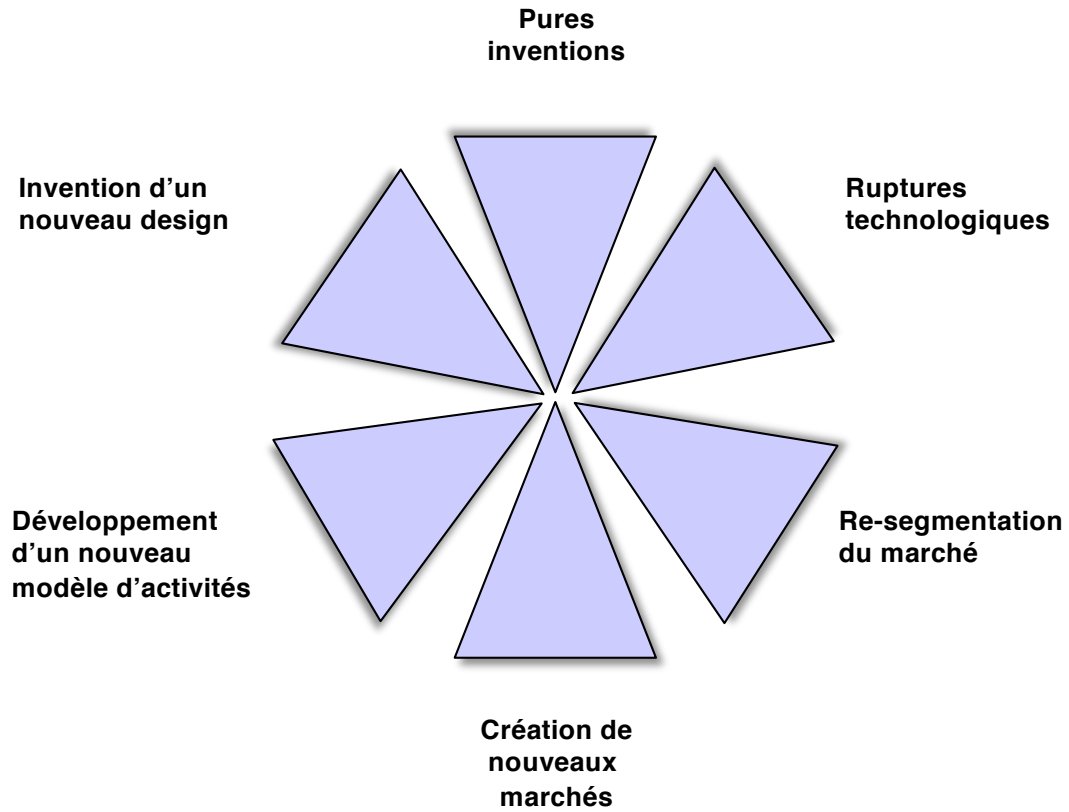 Pures
inventions
Invention d’un
nouveau design
Ruptures
technologiques
Développement
d’un nouveau
modèle d’activités
Re-segmentation
du marché
Création de
nouveaux
marchés